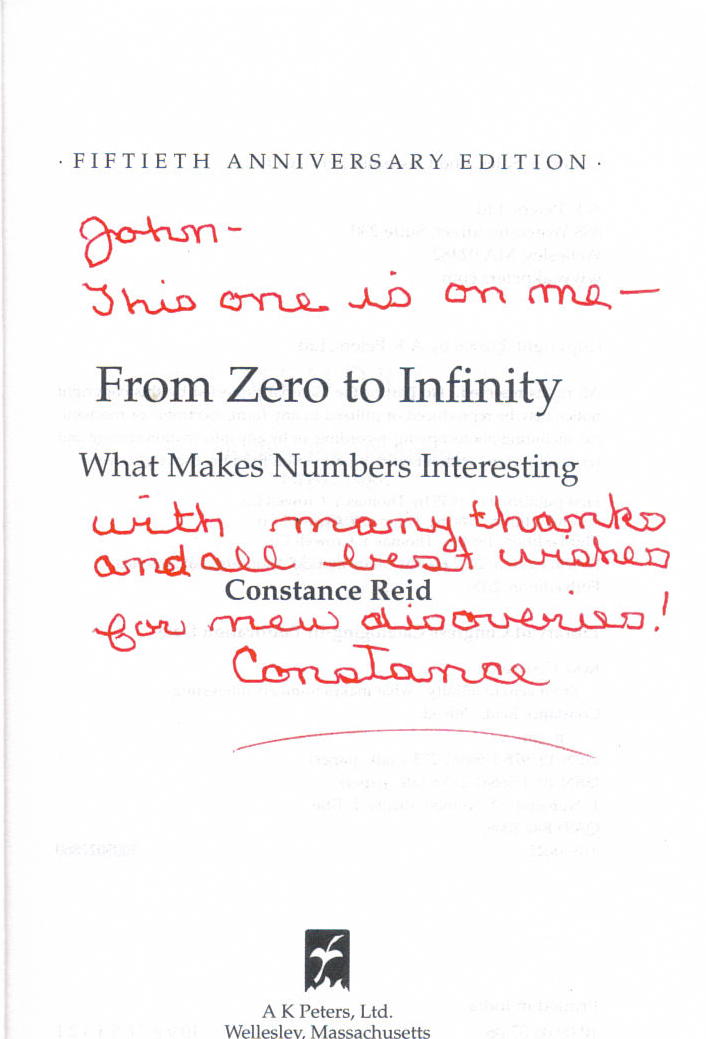 · FIFTIETH ANNIVERSARY EDITION ·
John-
This one is on me —
From Zero to Infinity
What Makes Numbers Interesting
with many thanks
and all best wishes
Constance Reid
for new discoveries!
Constance
A K Peters, Ltd.
Wellesley, Massachusetts